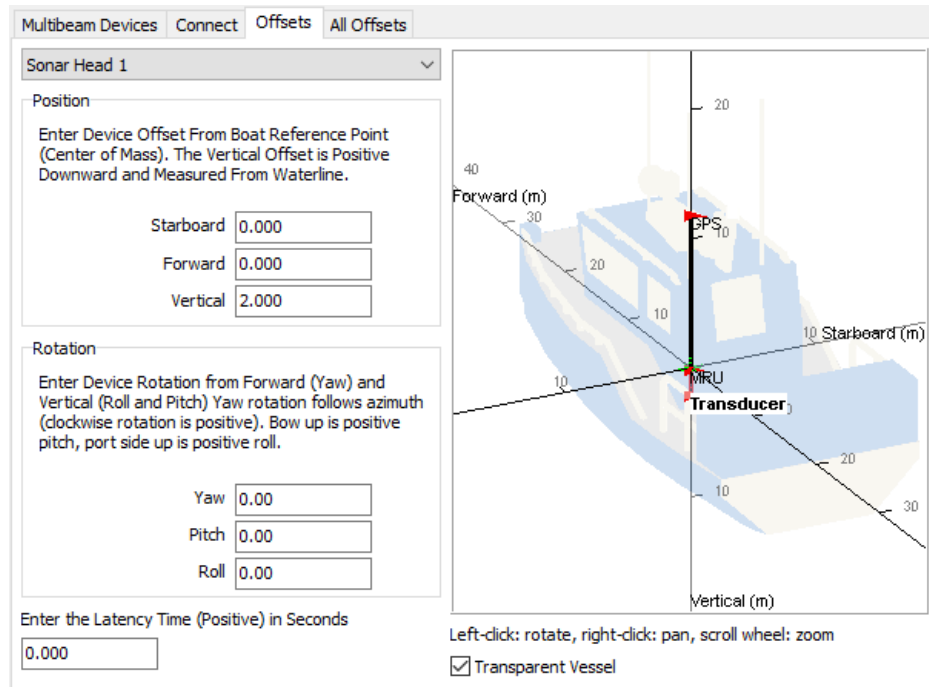 Multibeam Devices Connect Offsets All Offsets
Sonar Head 1
Position
Enter Device Offset From Boat Reference Point
(Center of Mass). The Vertical Offset is Positive
Downward and Measured From Waterline.
Starboard 0.000
Forward 0.000
Vertical 2.000
Rotation
Enter Device Rotation from Forward (Yaw) and
Vertical (Roll and Pitch) Yaw rotation follows azimuth
(clockwise rotation is positive). Bow up is positive
pitch, port side up is positive roll.
Yaw 0.00
Pitch 0.00
Roll 0.00
Enter the Latency Time (Positive) in Seconds
0.000
20
40
Forward (m)
30
GPS
10
20
10
10 Starboard (m)
MRU
10
Transducer
20
10
30
Vertical (m)
Left-click: rotate, right-click: pan, scroll wheel: zoom
Transparent Vessel